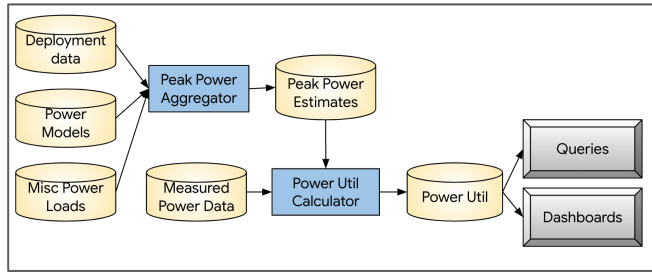 Deployment
data
Peak Power
Aggregator
Peak Power
Estimates
Power
Models
Queries
Misc Power
Loads
Measured
Power Data
Power Util
Calculator
Power Util
Dashboards